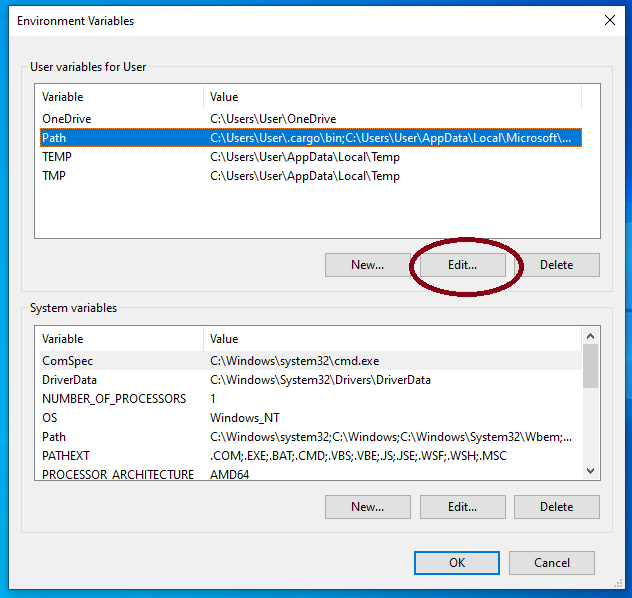 Environment Variables
User variables for User
Variable Value
OneDrive C:\Users\User\OneDrive
Path C:\Users\User\.cargo\bin;C:\Users\User\AppData\Local\Microsoft\...
TEMP C:\Users\User\AppData\Local\Temp
TMP C:\Users\User\AppData\Local\Temp
New... Edit... Delete
System variables
Variable Value
ComSpec C:\Windows\system32\cmd.exe
DriverData C:\Windows\System32\Drivers\DriverData
NUMBER_OF_PROCESSORS 1
OS Windows_NT
Path C:\Windows\system32;C:\Windows;C:\Windows\System32\Wbem;...
PATHEXT .COM;.EXE;.BAT;.CMD;.VBS;.VBE;.JS;.JSE;.WSF;.WSH;.MSC
PROCESSOR_ARCHITECTURE AMD64
New... Edit... Delete
OK Cancel